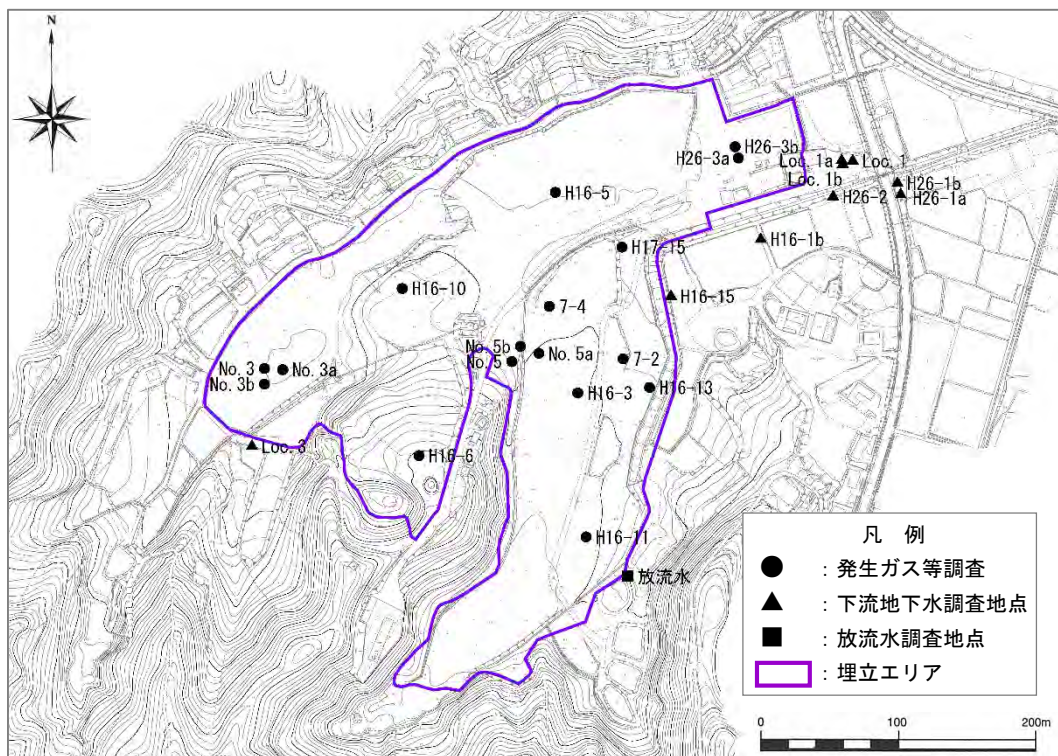 N
H26-3b
H26-3a
Loc. 1a
Loc. 1
Loc. 1b
H26-1b
H26-1a
H26-2
H16-5
H16-1b
H17-15
H16-10
H16-15
7-4
No. 5b
No. 5a
No. 5
7-2
No. 3
No. 3a
No. 3b
H16-3
H16-13
Loc. 3
H16-6
H16-11
放流水
凡 例
: 発生ガス等調査
: 下流地下水調査地点
: 放流水調査地点
: 埋立エリア
0 100 200m